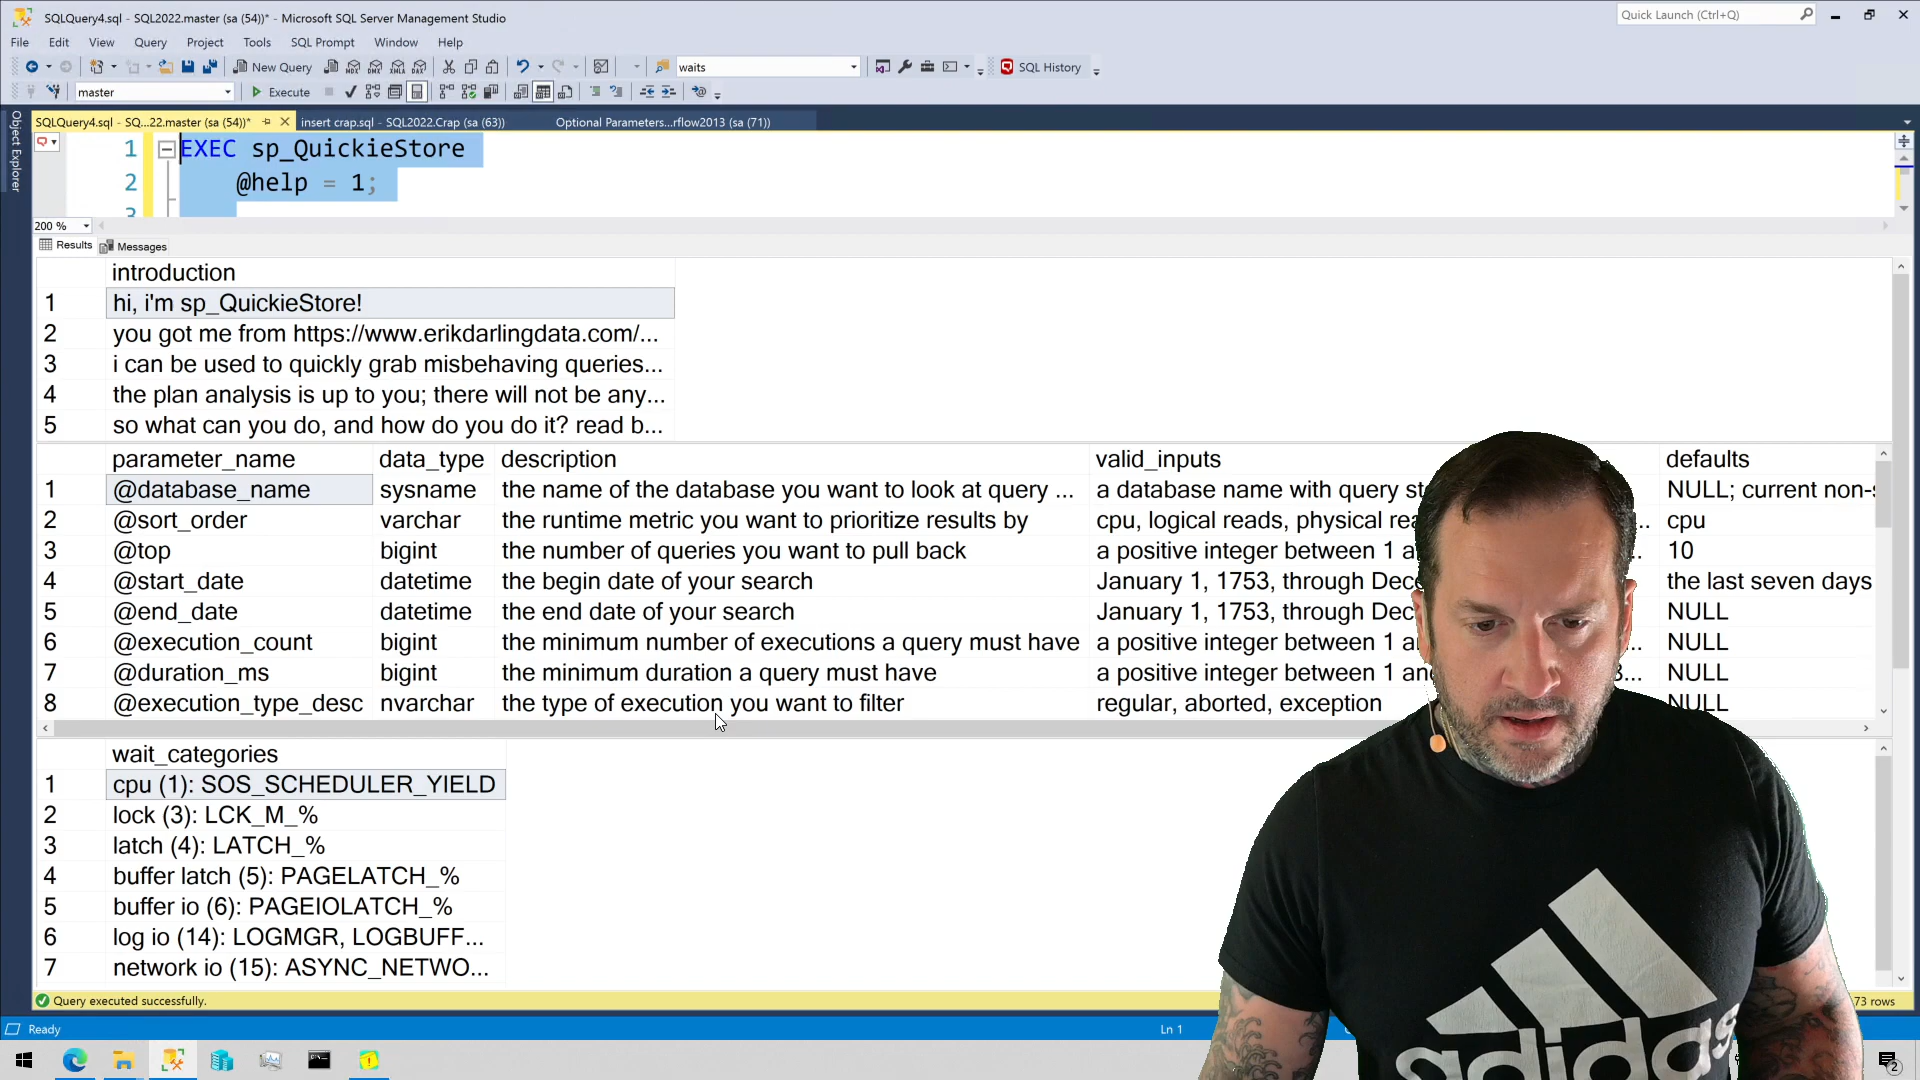 SQLQuery4.sql - SQL2022.master (sa (54))* - Microsoft SQL Server Management Studio
Quick Launch (Ctrl+Q)
File Edit View Query Project Tools SQL Prompt Window Help
New Query
waits
SQL History
master
Execute
SQLQuery4.sql - SQ...22.master (sa (54))*
insert crap.sql - SQL2022.Crap (sa (63))
Optional Parameters...rflow2013 (sa (71))
Object Explorer
1 EXEC sp_QuickieStore
2 @help = 1;
3
200 %
Results Messages
introduction
1 hi, i'm sp_QuickieStore!
2 you got me from https://www.erikdarlingdata.com/...
3 i can be used to quickly grab misbehaving queries...
4 the plan analysis is up to you; there will not be any...
5 so what can you do, and how do you do it? read b...
parameter_name data_type description valid_inputs defaults
1 @database_name sysname the name of the database you want to look at query ... a database name with query st NULL; current non-s
2 @sort_order varchar the runtime metric you want to prioritize results by cpu, logical reads, physical rea ... cpu
3 @top bigint the number of queries you want to pull back a positive integer between 1 a ... 10
4 @start_date datetime the begin date of your search January 1, 1753, through Dec the last seven days
5 @end_date datetime the end date of your search January 1, 1753, through Dec NULL
6 @execution_count bigint the minimum number of executions a query must have a positive integer between 1 an ... NULL
7 @duration_ms bigint the minimum duration a query must have a positive integer between 1 an ... NULL
8 @execution_type_desc nvarchar the type of execution you want to filter regular, aborted, exception NULL
wait_categories
1 cpu (1): SOS_SCHEDULER_YIELD
2 lock (3): LCK_M_%
3 latch (4): LATCH_%
4 buffer latch (5): PAGELATCH_%
5 buffer io (6): PAGEIOLATCH_%
6 log io (14): LOGMGR, LOGBUFF...
7 network io (15): ASYNC_NETWO...
Query executed successfully.
73 rows
Ready
Ln 1
adidas
2